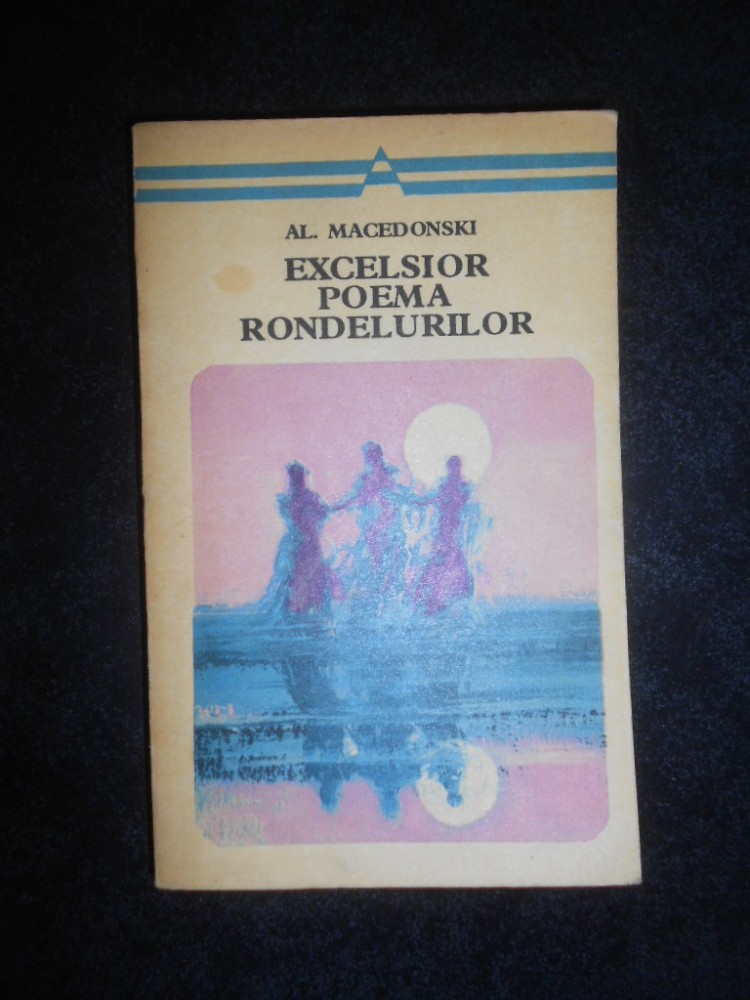 A
AL. MACEDONSKI
EXCELSIOR
POEMA
RONDELURILOR